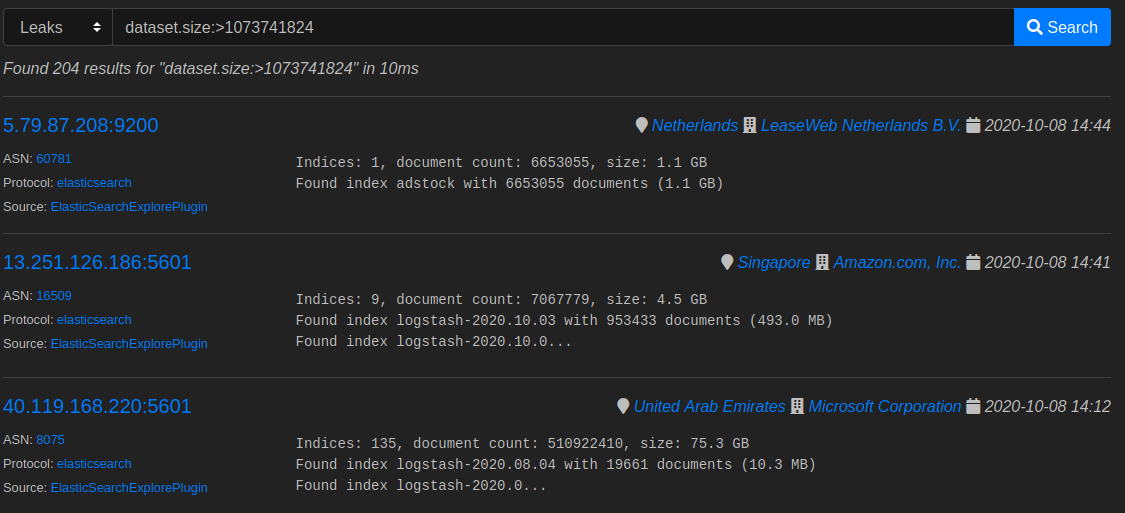 Leaks dataset.size:>1073741824 Search
Found 204 results for "dataset.size:>1073741824" in 10ms
5.79.87.208:9200 Netherlands LeaseWeb Netherlands B.V. 2020-10-08 14:44
ASN: 60781
Protocol: elasticsearch
Source: ElasticSearchExplorePlugin
Indices: 1, document count: 6653055, size: 1.1 GB
Found index adstock with 6653055 documents (1.1 GB)
13.251.126.186:5601 Singapore Amazon.com, Inc. 2020-10-08 14:41
ASN: 16509
Protocol: elasticsearch
Source: ElasticSearchExplorePlugin
Indices: 9, document count: 7067779, size: 4.5 GB
Found index logstash-2020.10.03 with 953433 documents (493.0 MB)
Found index logstash-2020.10.0...
40.119.168.220:5601 United Arab Emirates Microsoft Corporation 2020-10-08 14:12
ASN: 8075
Protocol: elasticsearch
Source: ElasticSearchExplorePlugin
Indices: 135, document count: 510922410, size: 75.3 GB
Found index logstash-2020.08.04 with 19661 documents (10.3 MB)
Found index logstash-2020.0...